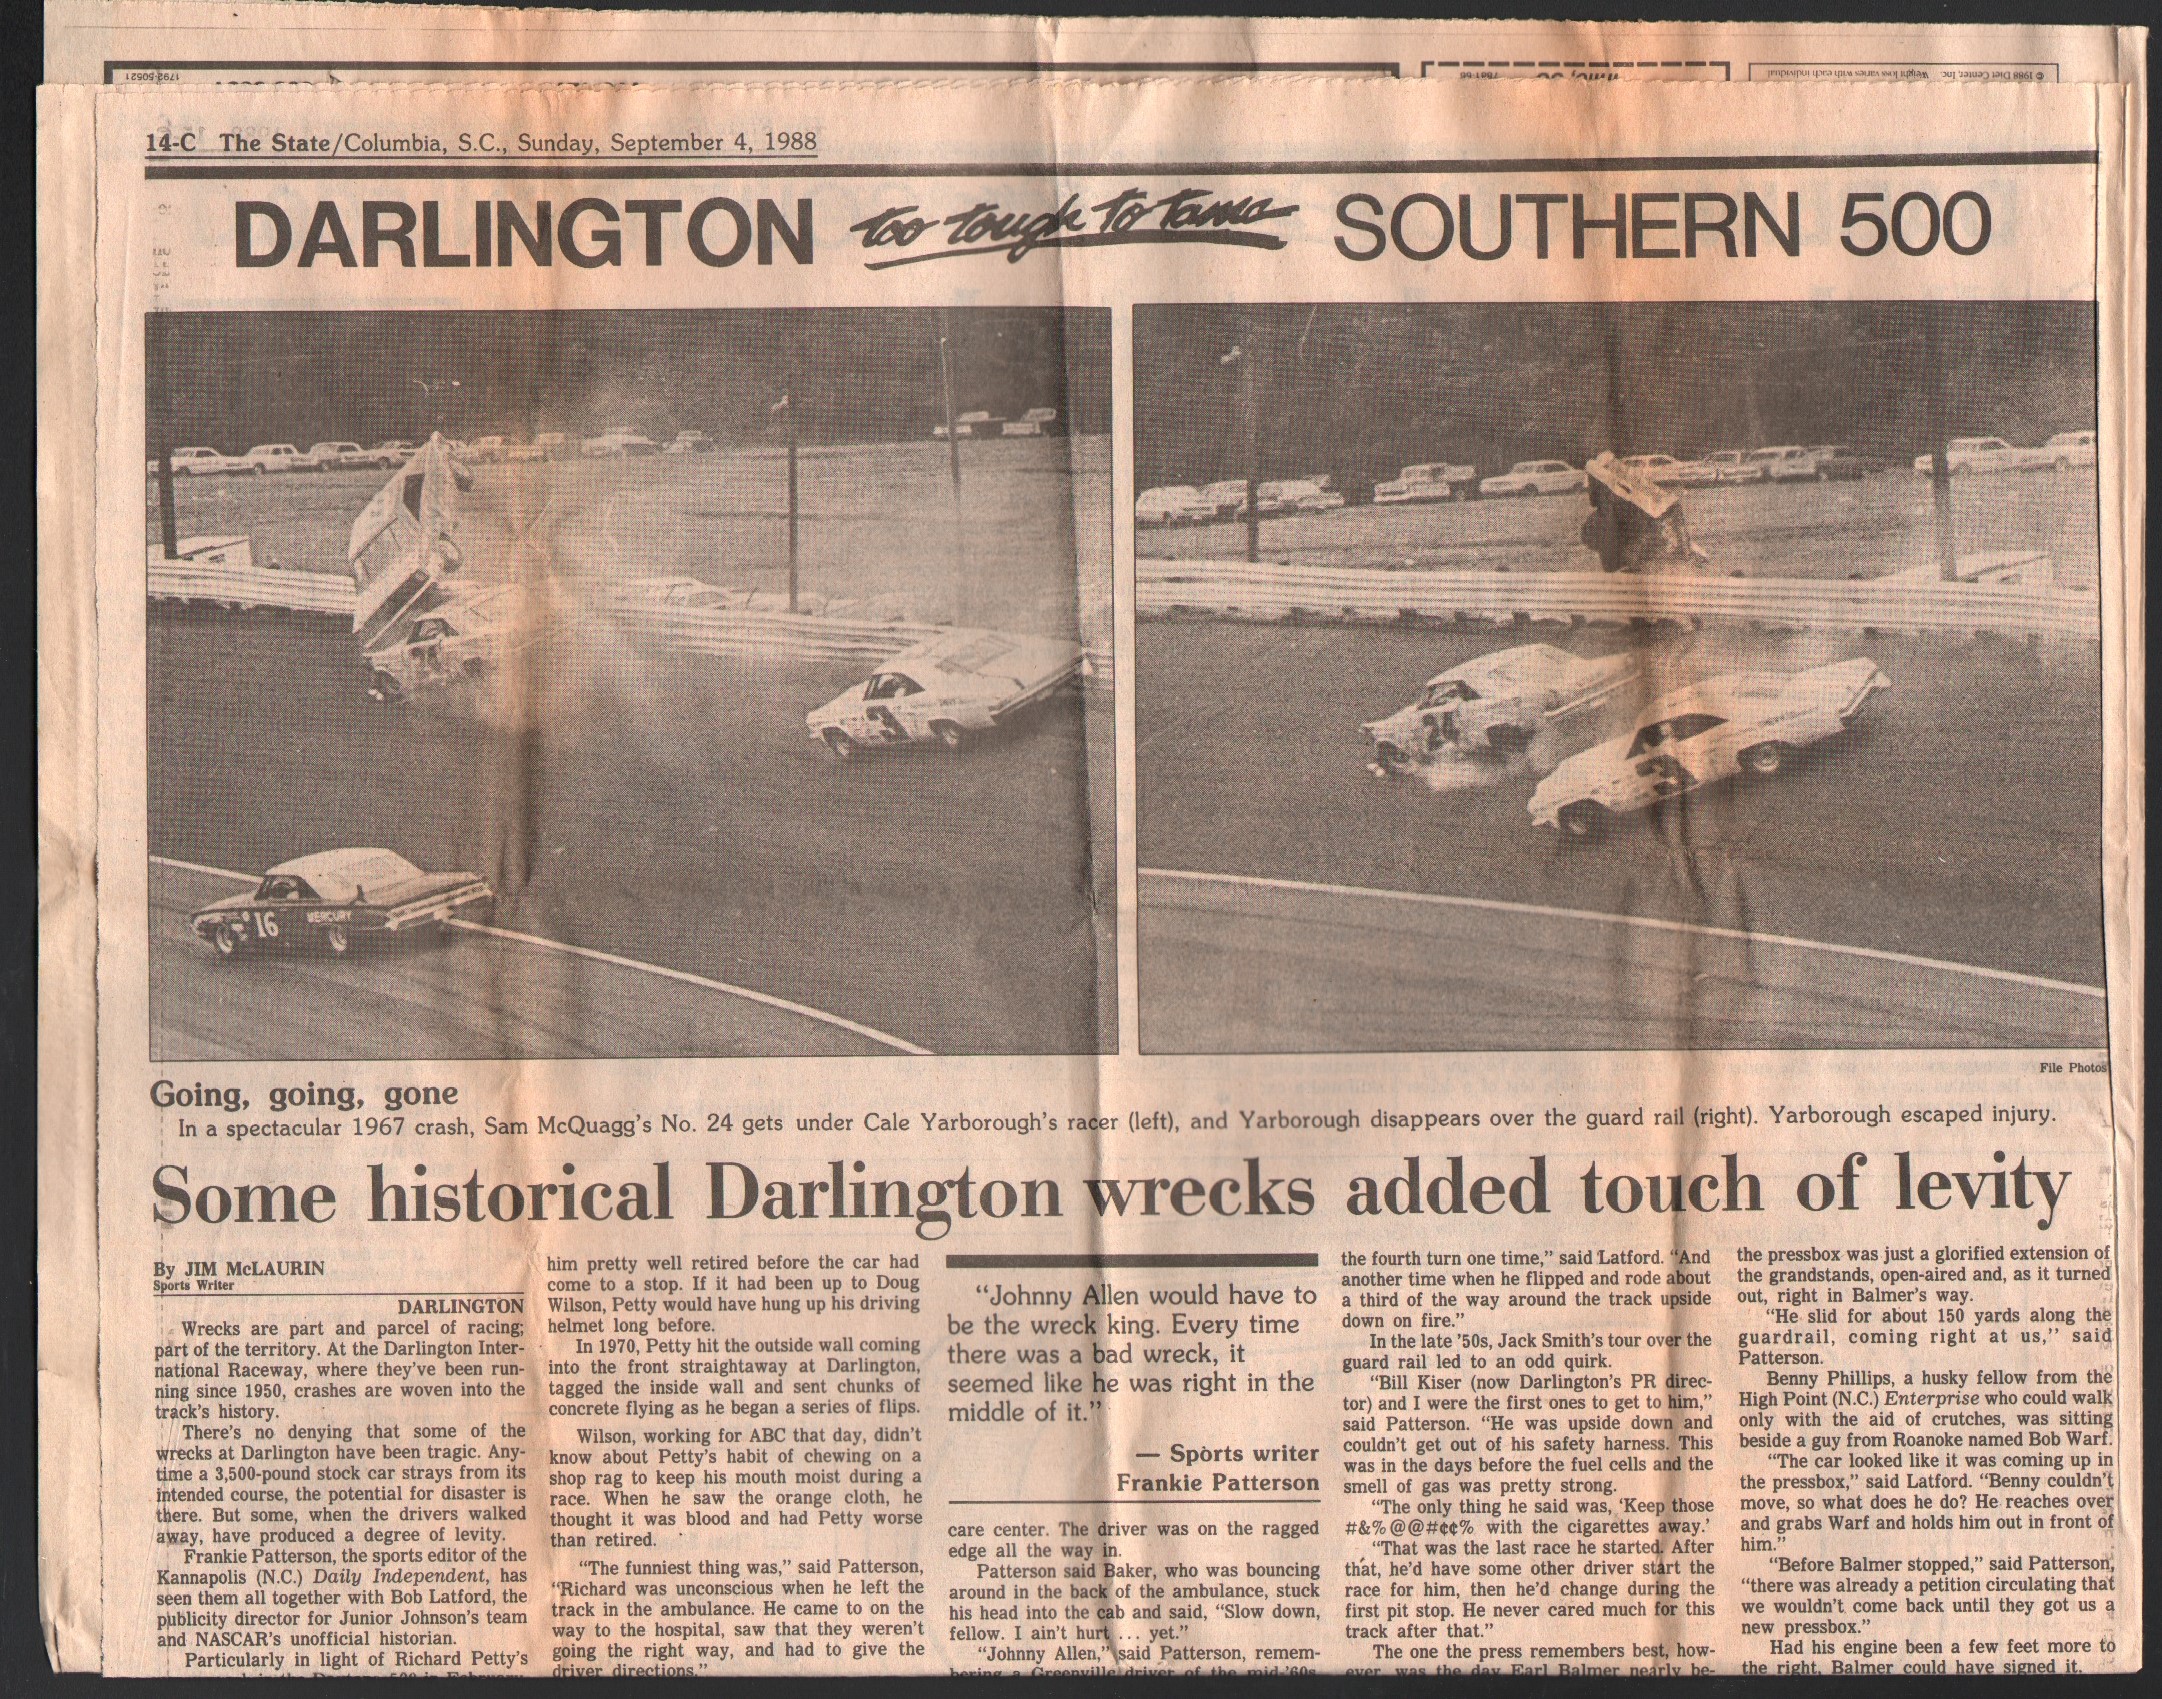 1792-50521
© 1988 Diet Center, Inc. Weight loss varies with each individual
14-C The State/Columbia, S.C., Sunday, September 4, 1988
DARLINGTON too tough to tame SOUTHERN 500
16 MERCURY
3
File Photos
Going, going, gone
In a spectacular 1967 crash, Sam McQuagg's No. 24 gets under Cale Yarborough's racer (left), and Yarborough disappears over the guard rail (right). Yarborough escaped injury.
Some historical Darlington wrecks added touch of levity
By JIM McLAURIN
Sports Writer
DARLINGTON
Wrecks are part and parcel of racing;
part of the territory. At the Darlington Inter-
national Raceway, where they've been run-
ning since 1950, crashes are woven into the
track's history.
There's no denying that some of the
wrecks at Darlington have been tragic. Any-
time a 3,500-pound stock car strays from its
intended course, the potential for disaster is
there. But some, when the drivers walked
away, have produced a degree of levity.
Frankie Patterson, the sports editor of the
Kannapolis (N.C.) Daily Independent, has
seen them all together with Bob Latford, the
publicity director for Junior Johnson's team
and NASCAR's unofficial historian.
Particularly in light of Richard Petty's
him pretty well retired before the car had
come to a stop. If it had been up to Doug
Wilson, Petty would have hung up his driving
helmet long before.
In 1970, Petty hit the outside wall coming
into the front straightaway at Darlington,
tagged the inside wall and sent chunks of
concrete flying as he began a series of flips.
Wilson, working for ABC that day, didn't
know about Petty's habit of chewing on a
shop rag to keep his mouth moist during a
race. When he saw the orange cloth, he
thought it was blood and had Petty worse
than retired.
"The funniest thing was," said Patterson,
"Richard was unconscious when he left the
track in the ambulance. He came to on the
way to the hospital, saw that they weren't
going the right way, and had to give the
driver directions."
"Johnny Allen would have to
be the wreck king. Every time
there was a bad wreck, it
seemed like he was right in the
middle of it."
— Sports writer
Frankie Patterson
care center. The driver was on the ragged
edge all the way in.
Patterson said Baker, who was bouncing
around in the back of the ambulance, stuck
his head into the cab and said, "Slow down,
fellow. I ain't hurt ... yet."
"Johnny Allen," said Patterson, remem-
bering a Greenville driver of the mid-'60s
the fourth turn one time," said Latford. "And
another time when he flipped and rode about
a third of the way around the track upside
down on fire."
In the late '50s, Jack Smith's tour over the
guard rail led to an odd quirk.
"Bill Kiser (now Darlington's PR direc-
tor) and I were the first ones to get to him,"
said Patterson. "He was upside down and
couldn't get out of his safety harness. This
was in the days before the fuel cells and the
smell of gas was pretty strong.
"The only thing he said was, 'Keep those
#&%@@#¢¢% with the cigarettes away.'
"That was the last race he started. After
that, he'd have some other driver start the
race for him, then he'd change during the
first pit stop. He never cared much for this
track after that."
The one the press remembers best, how-
ever, was the day Earl Balmer nearly be-
the pressbox was just a glorified extension of
the grandstands, open-aired and, as it turned
out, right in Balmer's way.
"He slid for about 150 yards along the
guardrail, coming right at us," said
Patterson.
Benny Phillips, a husky fellow from the
High Point (N.C.) Enterprise who could walk
only with the aid of crutches, was sitting
beside a guy from Roanoke named Bob Warf.
"The car looked like it was coming up in
the pressbox," said Latford. "Benny couldn't
move, so what does he do? He reaches over
and grabs Warf and holds him out in front of
him."
"Before Balmer stopped," said Patterson,
"there was already a petition circulating that
we wouldn't come back until they got us a
new pressbox."
Had his engine been a few feet more to
the right, Balmer could have signed it.